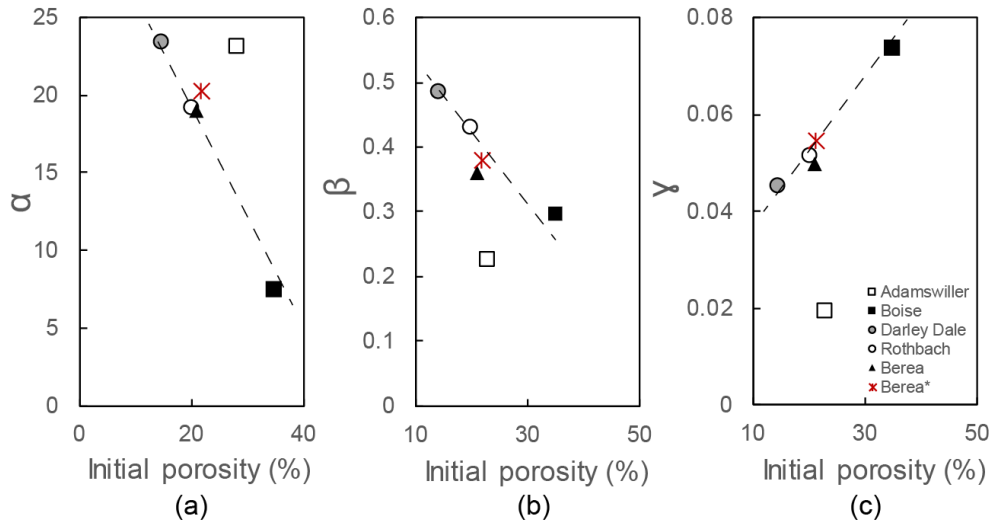 25
20
15
10
5
0
α
0
20
40
Initial porosity (%)
(a)
0.6
0.5
0.4
0.3
0.2
0.1
0
β
10
30
50
Initial porosity (%)
(b)
0.08
0.06
0.04
0.02
0
γ
Adamswiller
Boise
Darley Dale
Rothbach
Berea
Berea*
10
30
50
Initial porosity (%)
(c)